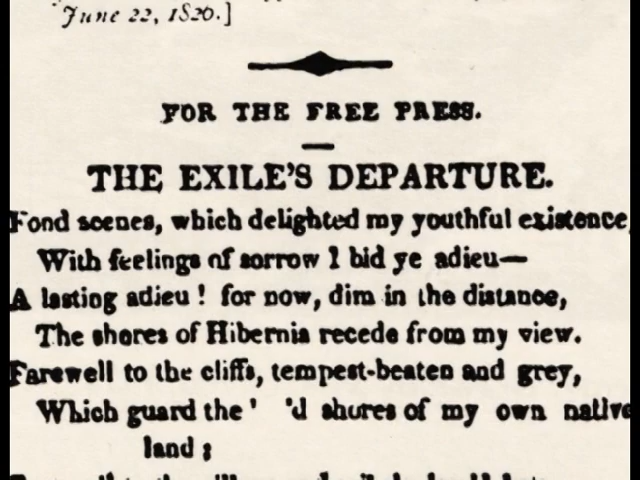 June 22, 1826.]
FOR THE FREE PRESS.
THE EXILE'S DEPARTURE.
Fond scenes, which delighted my youthful existence,
With feelings of sorrow I bid ye adieu—
A lasting adieu! for now, dim in the distance,
The shores of Hibernia recede from my view.
Farewell to the cliffs, tempest-beaten and grey,
Which guard the ' 'd shores of my own native
land;